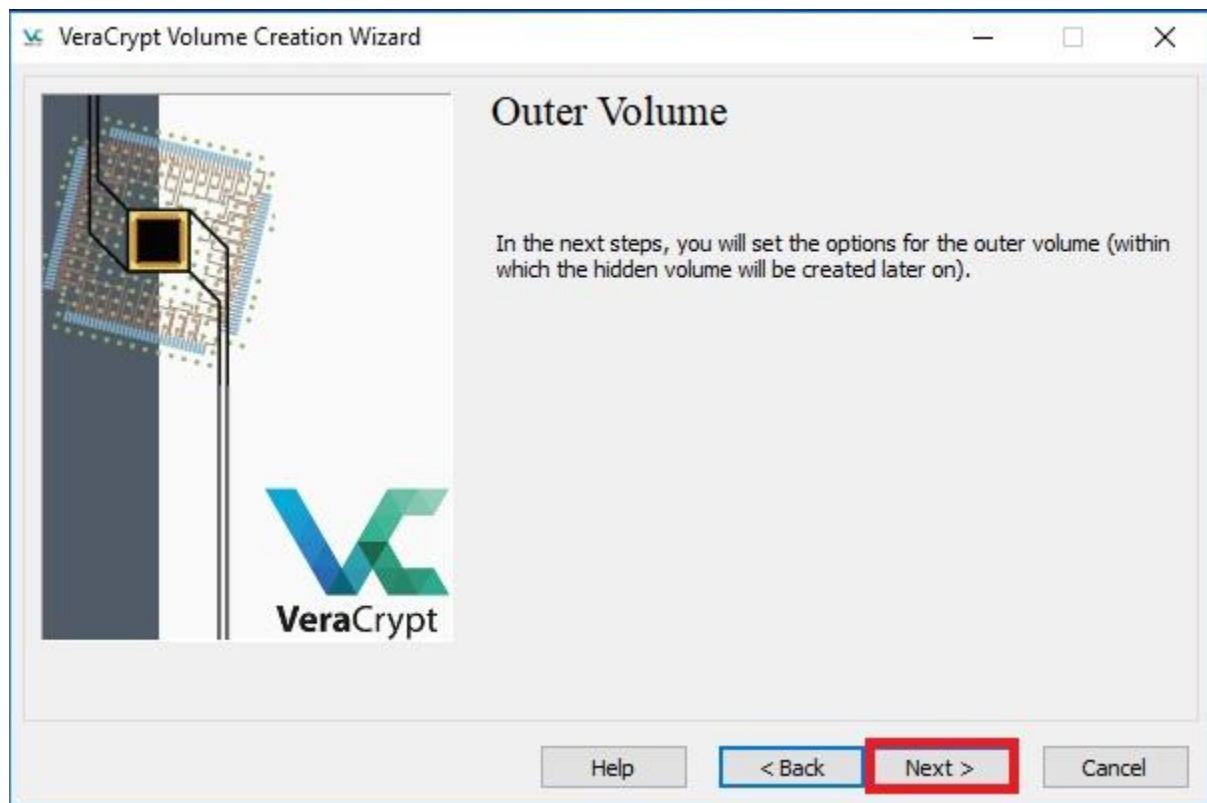 VeraCrypt Volume Creation Wizard
Outer Volume
In the next steps, you will set the options for the outer volume (within
which the hidden volume will be created later on).
VeraCrypt
Help
< Back
Next >
Cancel